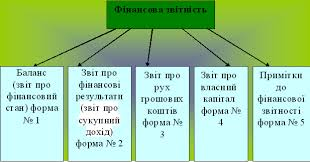 Фінансова звітність
Баланс
(звіт про
фінансовий
стан) форма
№ 1
Звіт про
фінансові
результати
(звіт про
сукупний
дохід)
форма № 2
Звіт про
рух
грошових
коштів
форма №
3
Звіт про
власний
капітал
форма №
4
Примітки
до
фінансової
звітності
форма № 5